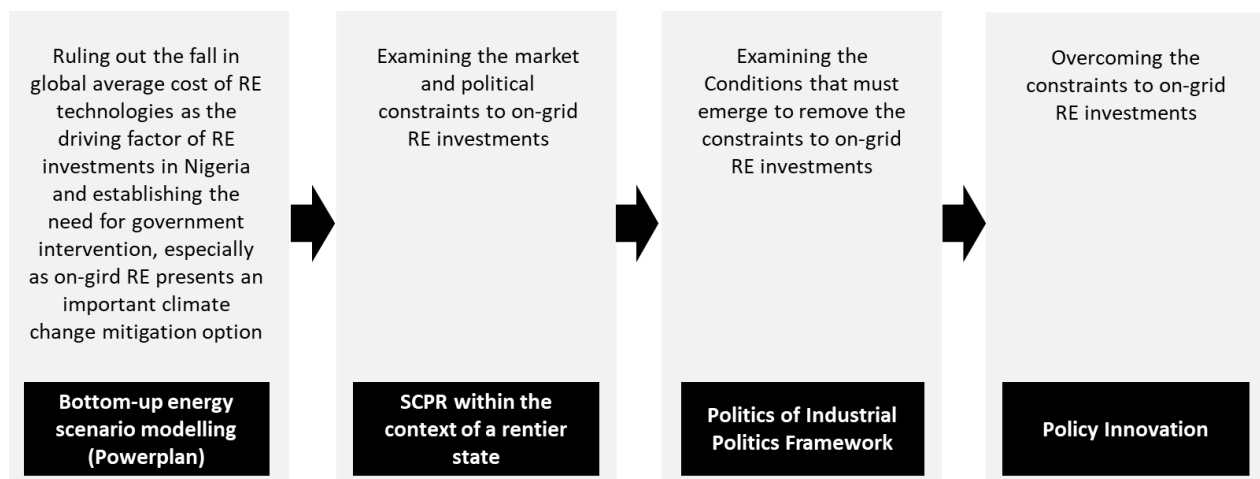 Ruling out the fall in
global average cost of RE
technologies as the
driving factor of RE
investments in Nigeria
and establishing the
need for government
intervention, especially
as on-gird RE presents an
important climate
change mitigation option
Bottom-up energy
scenario modelling
(Powerplan)
Examining the market
and political
constraints to on-grid
RE investments
SCPR within the
context of a rentier
state
Examining the
Conditions that must
emerge to remove the
constraints to on-grid
RE investments
Politics of Industrial
Politics Framework
Overcoming the
constraints to on-grid
RE investments
Policy Innovation